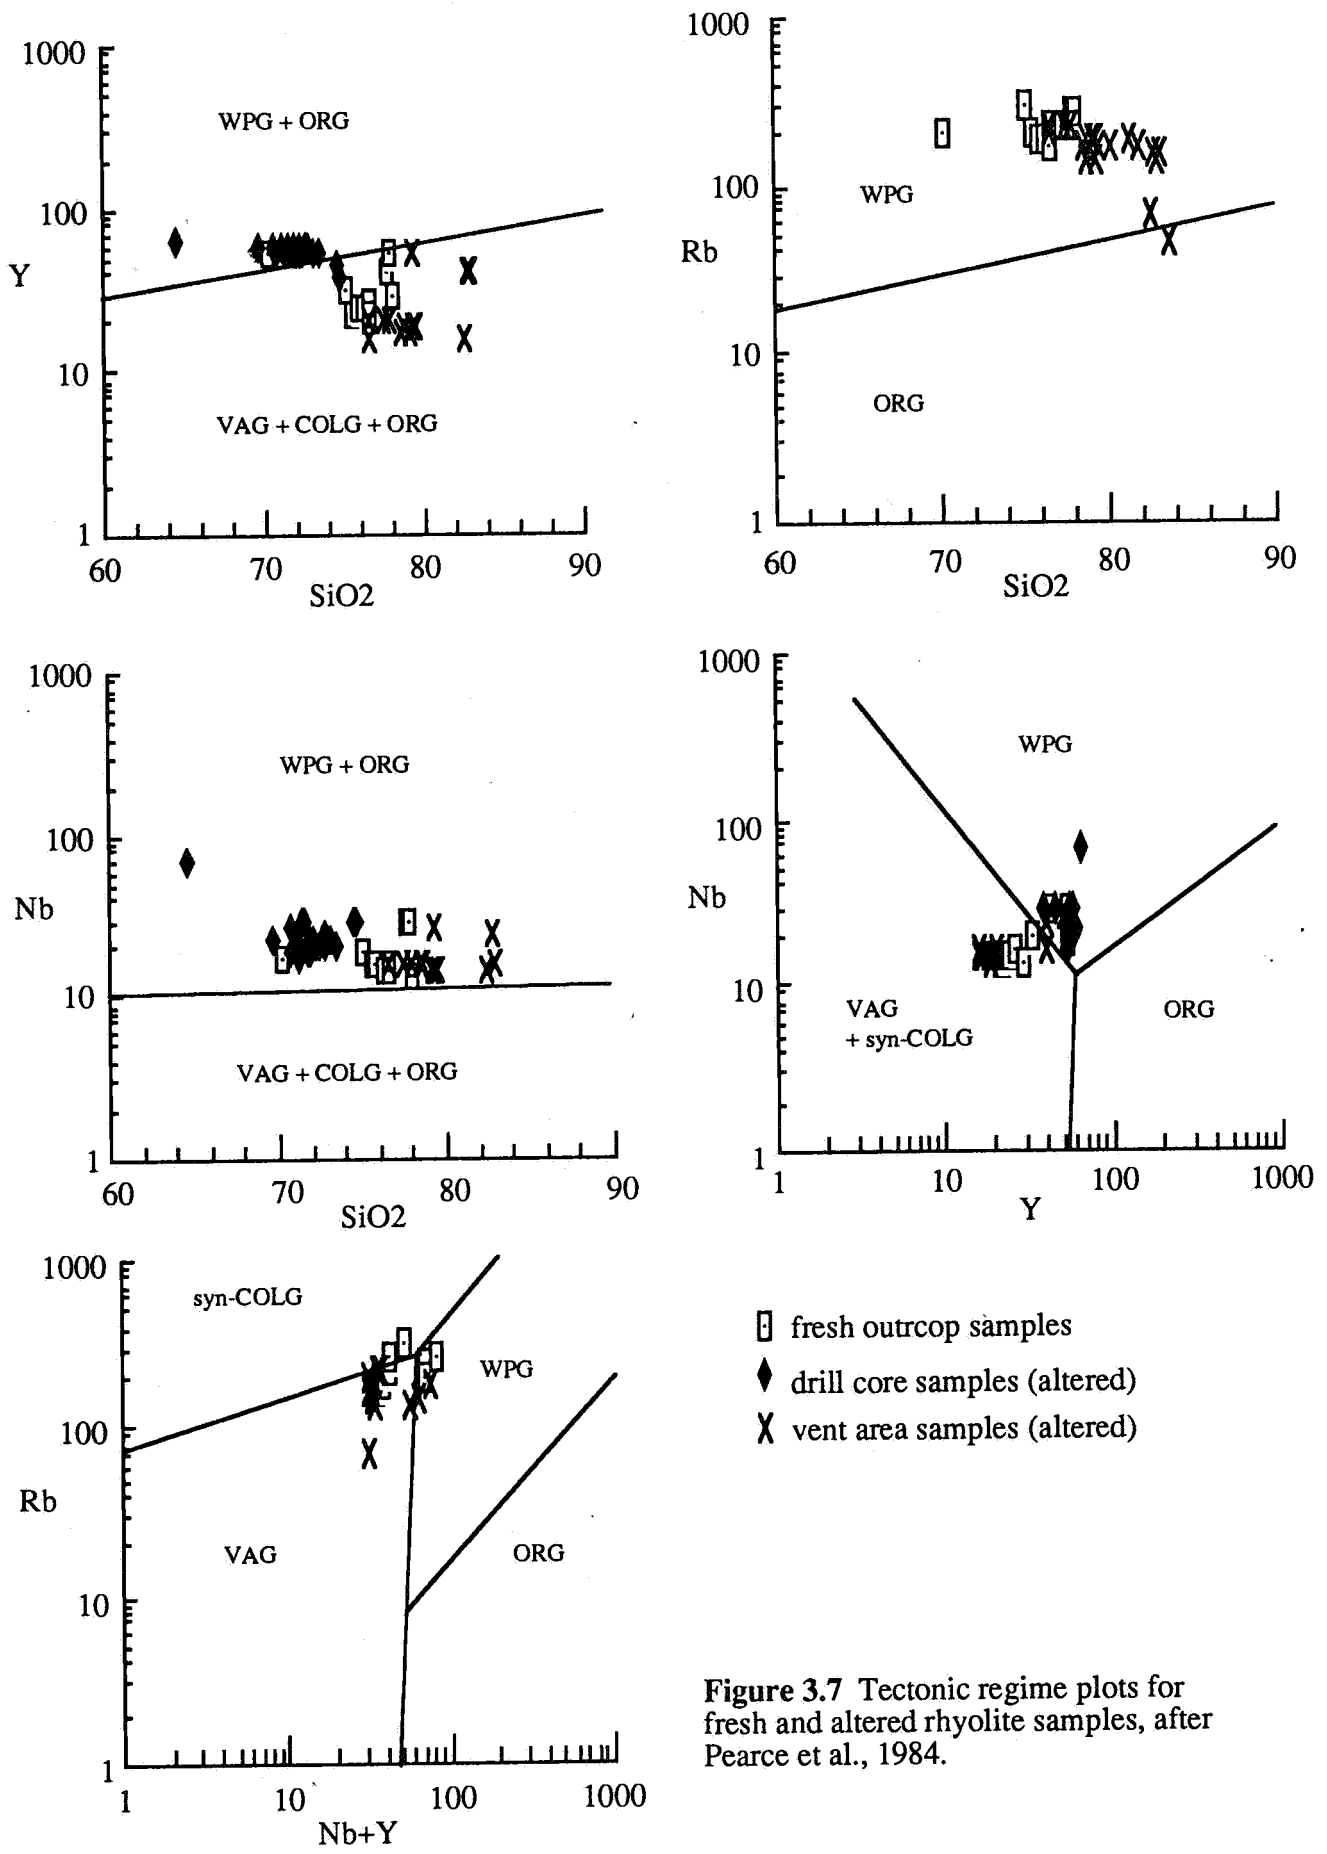 1000
WPG + ORG
100
Y
10
VAG + COLG + ORG
1
60 70 80 90
SiO2
1000
100
WPG
Rb
10
ORG
1
60 70 80 90
SiO2
1000
WPG + ORG
100
Nb
10
VAG + COLG + ORG
1
60 70 80 90
SiO2
1000
WPG
100
Nb
10
VAG
+ syn-COLG
ORG
1
1 10 100 1000
Y
1000
syn-COLG
WPG
100
Rb
VAG
ORG
10
1
1 10 100 1000
Nb+Y
fresh outrcop samples
drill core samples (altered)
vent area samples (altered)
Figure 3.7 Tectonic regime plots for
fresh and altered rhyolite samples, after
Pearce et al., 1984.